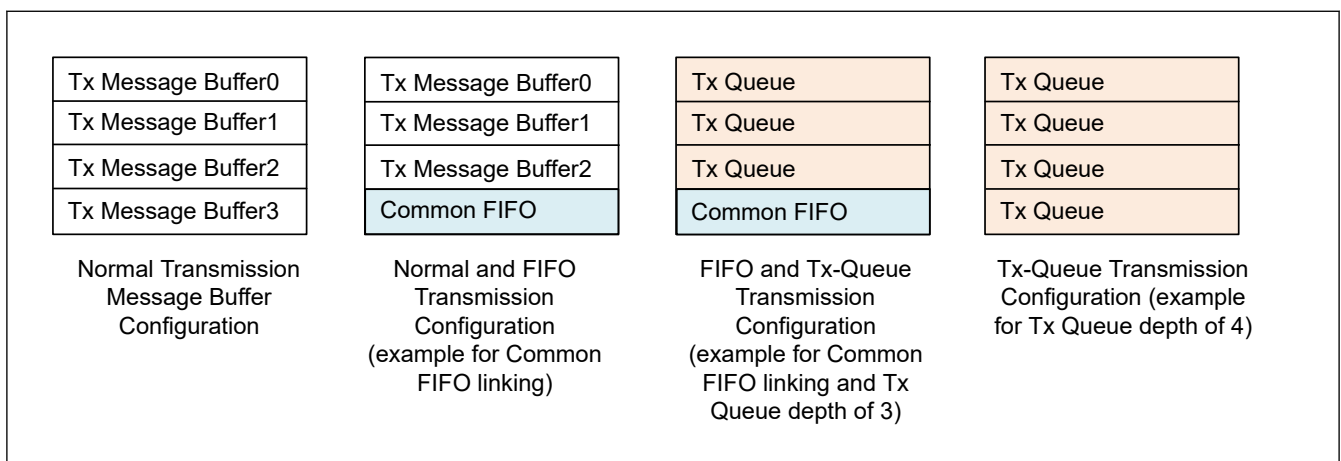 Tx Message Buffer0
Tx Message Buffer1
Tx Message Buffer2
Tx Message Buffer3
Normal Transmission
Message Buffer
Configuration
Tx Message Buffer0
Tx Message Buffer1
Tx Message Buffer2
Common FIFO
Normal and FIFO
Transmission
Configuration
(example for Common
FIFO linking)
Tx Queue
Tx Queue
Tx Queue
Common FIFO
FIFO and Tx-Queue
Transmission
Configuration
(example for Common
FIFO linking and Tx
Queue depth of 3)
Tx Queue
Tx Queue
Tx Queue
Tx Queue
Tx-Queue Transmission
Configuration (example
for Tx Queue depth of 4)